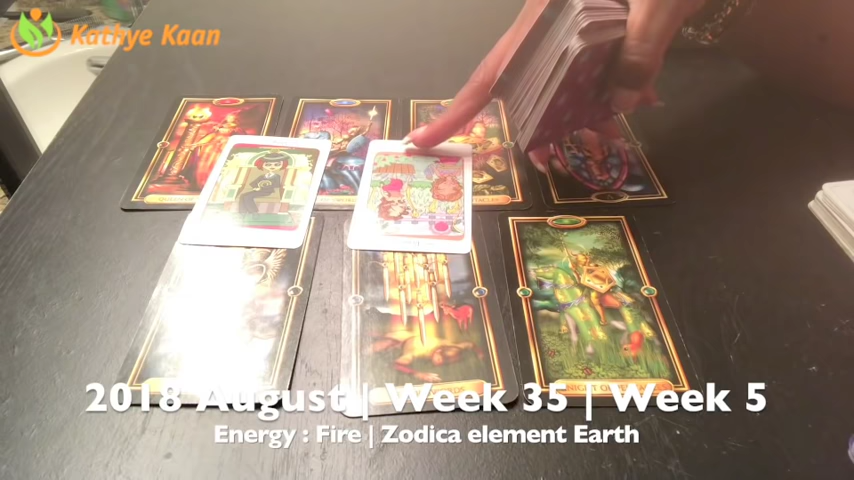 Kathye Kaan
2018 August | Week 35 | Week 5
Energy : Fire | Zodica element Earth